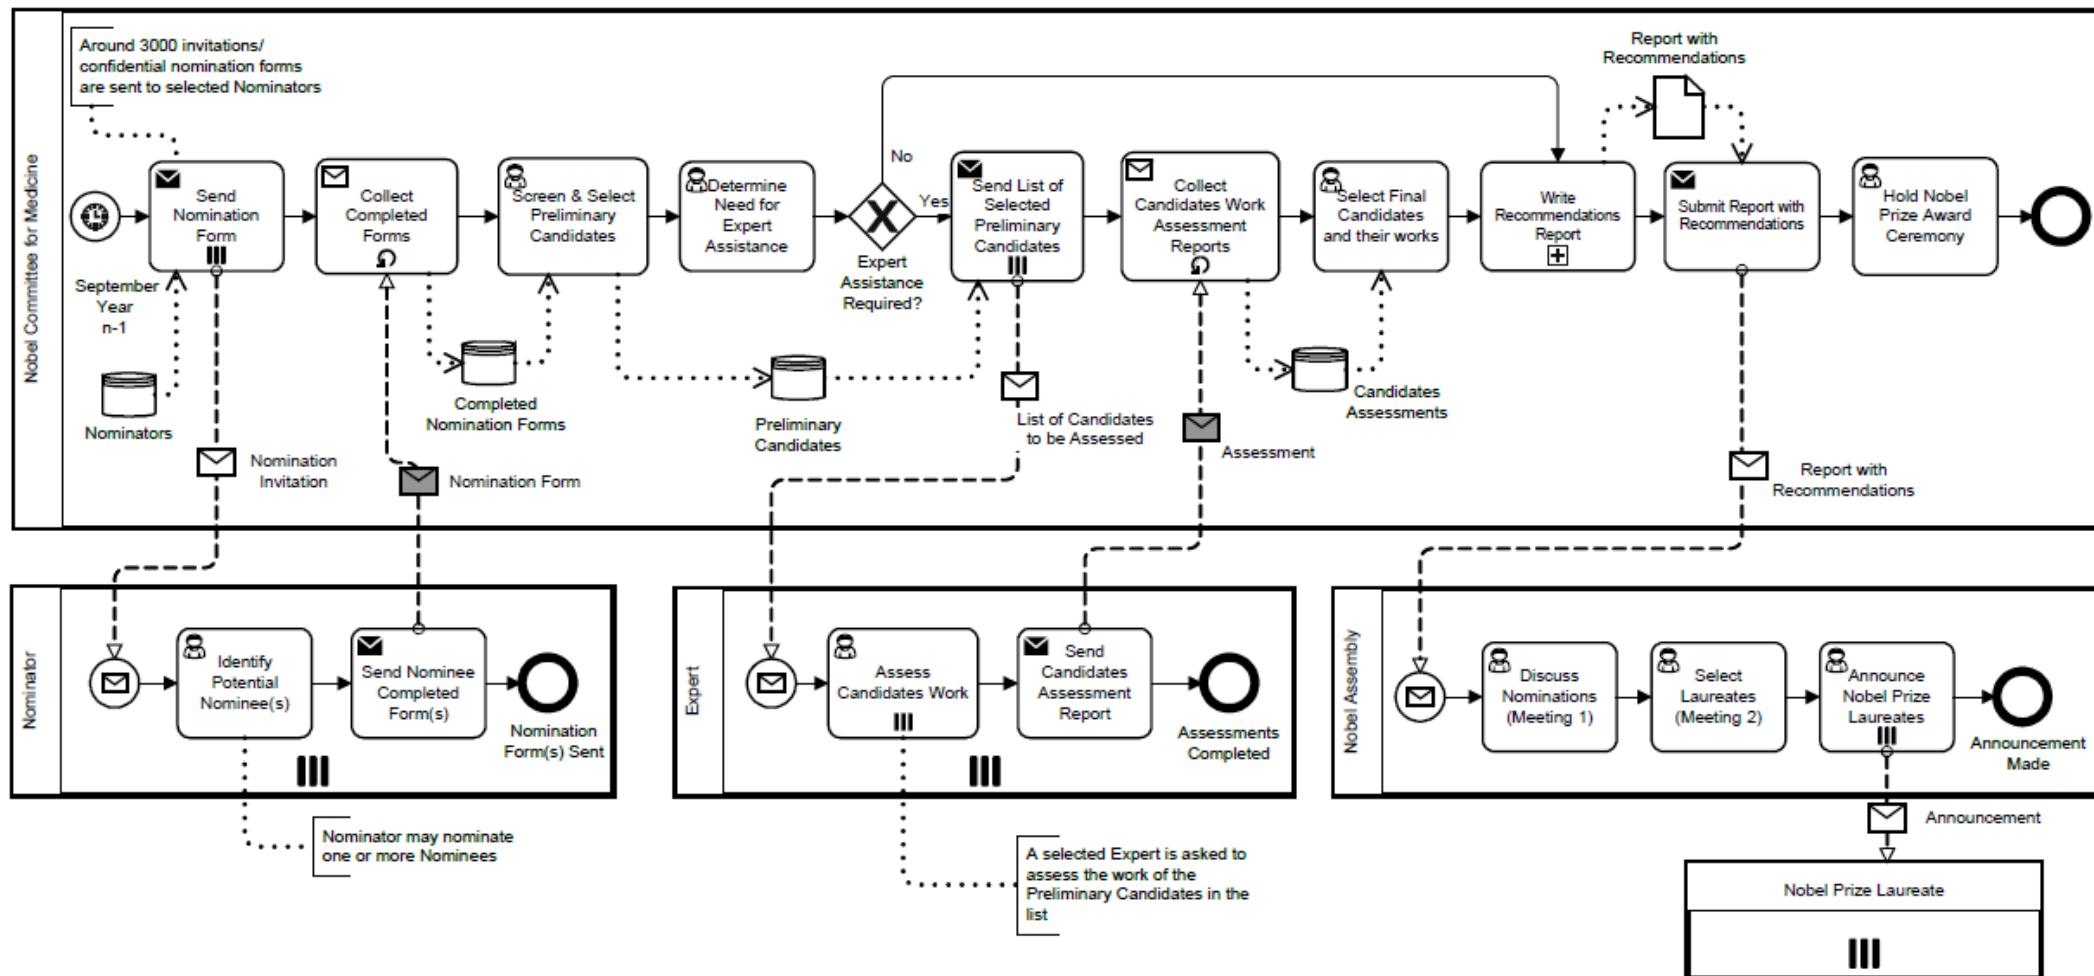 Nobel Committee for Medicine
Around 3000 invitations/
confidential nomination forms
are sent to selected Nominators
September
Year
n-1
Send
Nomination
Form
Collect
Completed
Forms
Screen & Select
Preliminary
Candidates
Determine
Need for
Expert
Assistance
No
Yes
Expert
Assistance
Required?
Send List of
Selected
Preliminary
Candidates
Collect
Candidates Work
Assessment
Reports
Select Final
Candidates
and their works
Write
Recommendations
Report
Report with
Recommendations
Submit Report with
Recommendations
Hold Nobel
Prize Award
Ceremony
Nominators
Completed
Nomination Forms
Preliminary
Candidates
Candidates
Assessments
Nomination
Invitation
Nomination Form
List of Candidates
to be Assessed
Assessment
Report with
Recommendations
Nominator
Identify
Potential
Nominee(s)
Send Nominee
Completed
Form(s)
Nomination
Form(s) Sent
Nominator may nominate
one or more Nominees
Expert
Assess
Candidates Work
Send
Candidates
Assessment
Report
Assessments
Completed
A selected Expert is asked to
assess the work of the
Preliminary Candidates in the
list
Nobel Assembly
Discuss
Nominations
(Meeting 1)
Select
Laureates
(Meeting 2)
Announce
Nobel Prize
Laureates
Announcement
Made
Announcement
Nobel Prize Laureate